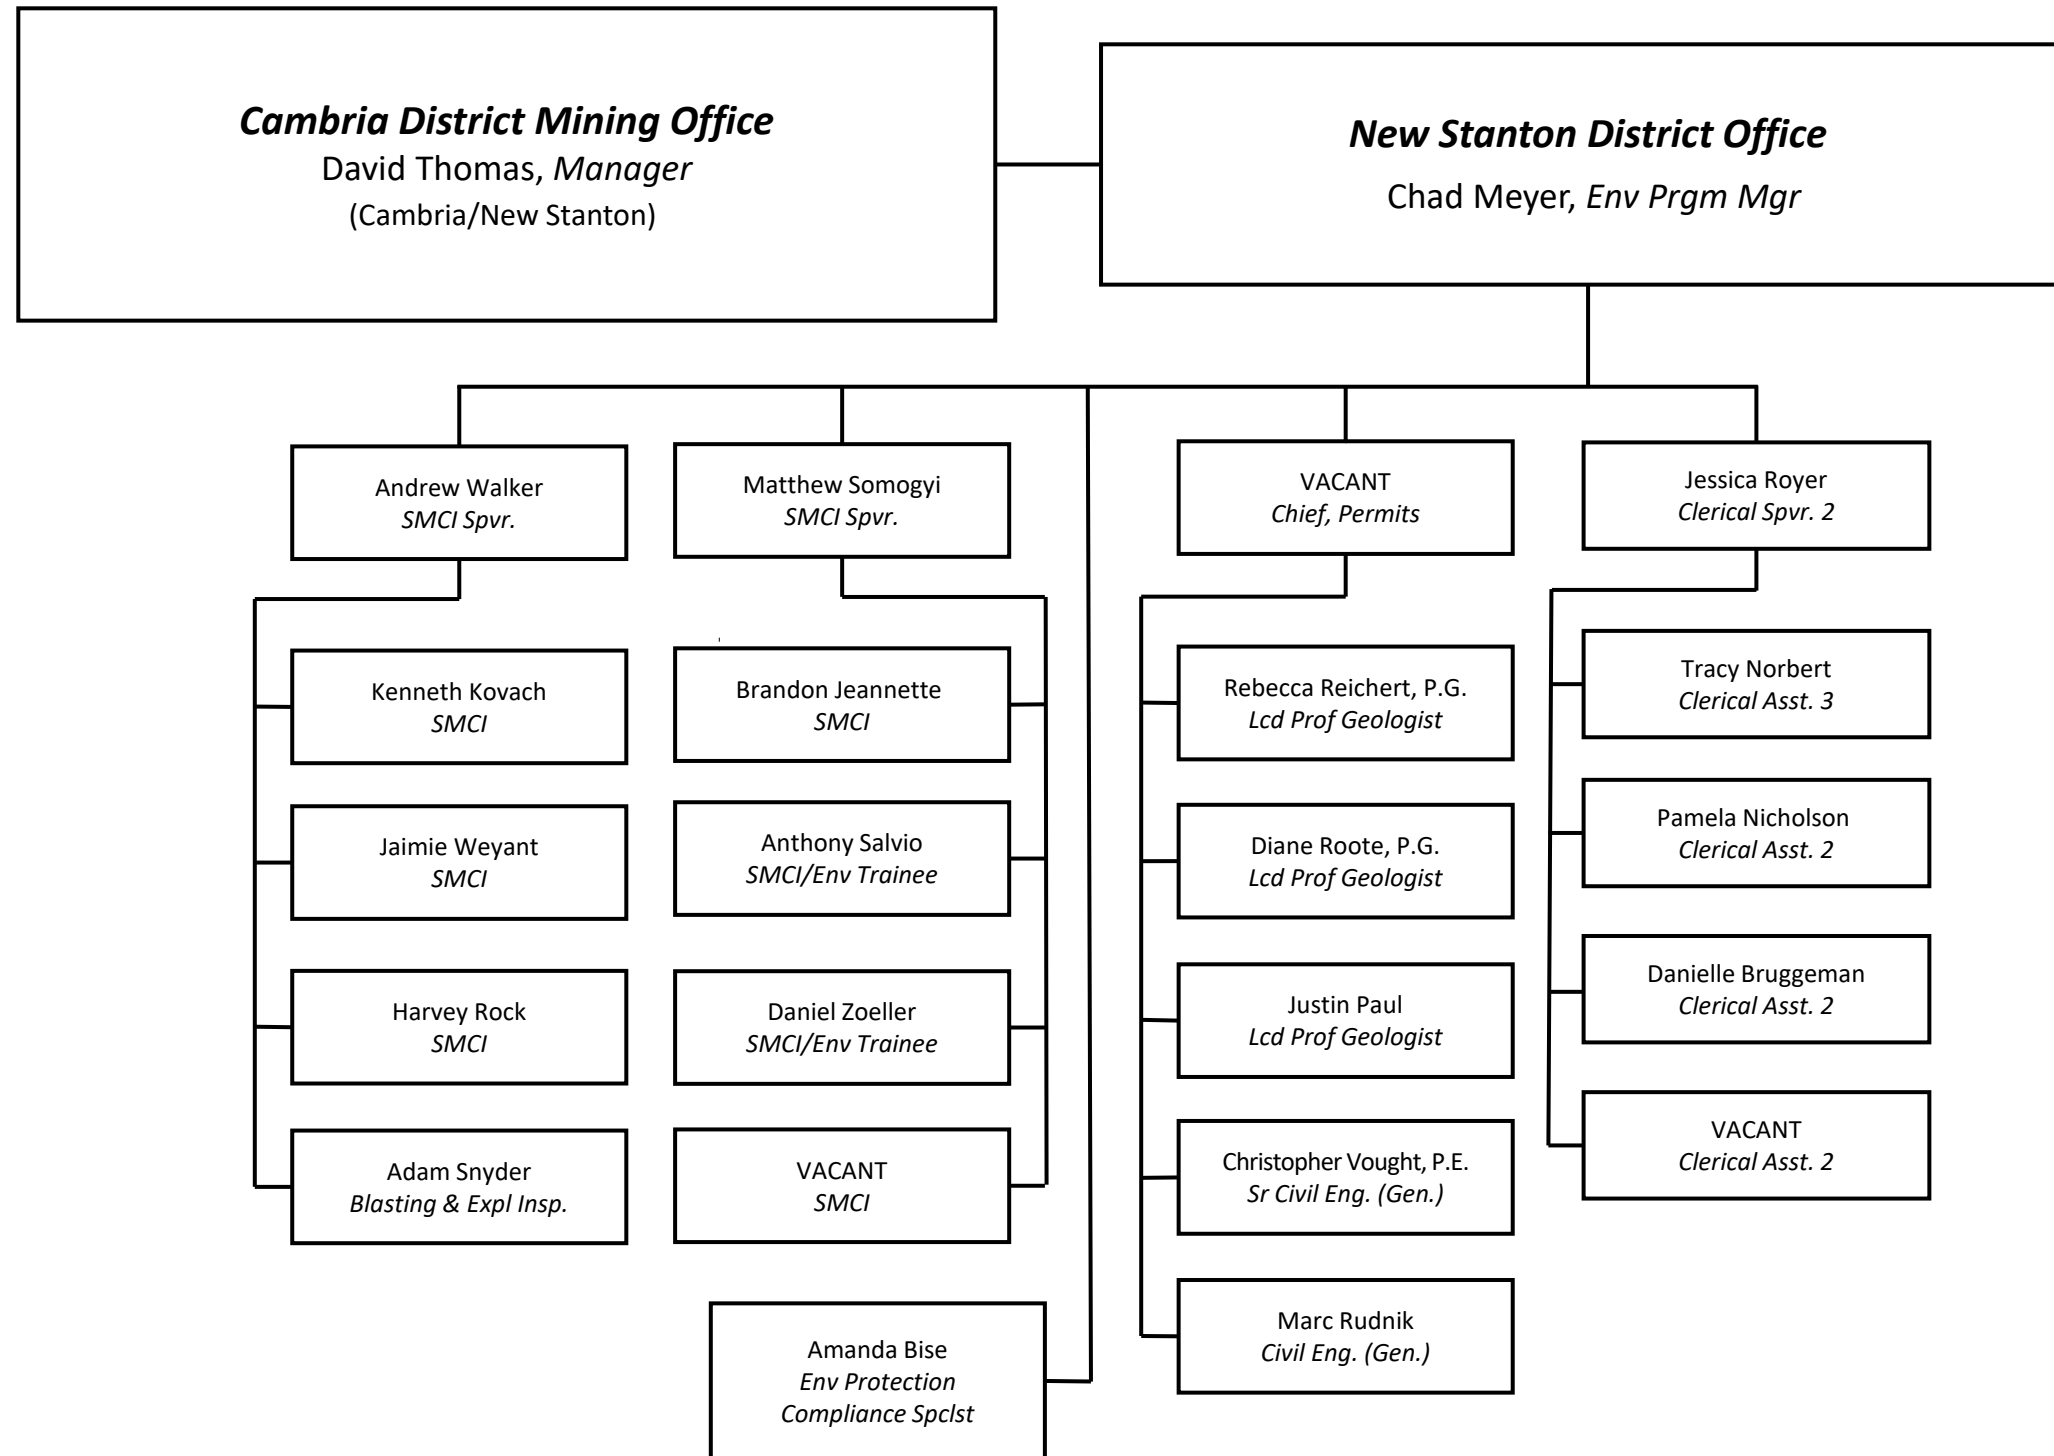 Cambria District Mining Office
David Thomas, Manager
(Cambria/New Stanton)
New Stanton District Office
Chad Meyer, Env Prgm Mgr
Andrew Walker
SMCI Spvr.
Kenneth Kovach
SMCI
Jaimie Weyant
SMCI
Harvey Rock
SMCI
Adam Snyder
Blasting & Expl Insp.
Matthew Somogyi
SMCI Spvr.
Brandon Jeannette
SMCI
Anthony Salvio
SMCI/Env Trainee
Daniel Zoeller
SMCI/Env Trainee
VACANT
SMCI
Amanda Bise
Env Protection
Compliance Spclst
VACANT
Chief, Permits
Rebecca Reichert, P.G.
Lcd Prof Geologist
Diane Roote, P.G.
Lcd Prof Geologist
Justin Paul
Lcd Prof Geologist
Christopher Vought, P.E.
Sr Civil Eng. (Gen.)
Marc Rudnik
Civil Eng. (Gen.)
Jessica Royer
Clerical Spvr. 2
Tracy Norbert
Clerical Asst. 3
Pamela Nicholson
Clerical Asst. 2
Danielle Bruggeman
Clerical Asst. 2
VACANT
Clerical Asst. 2